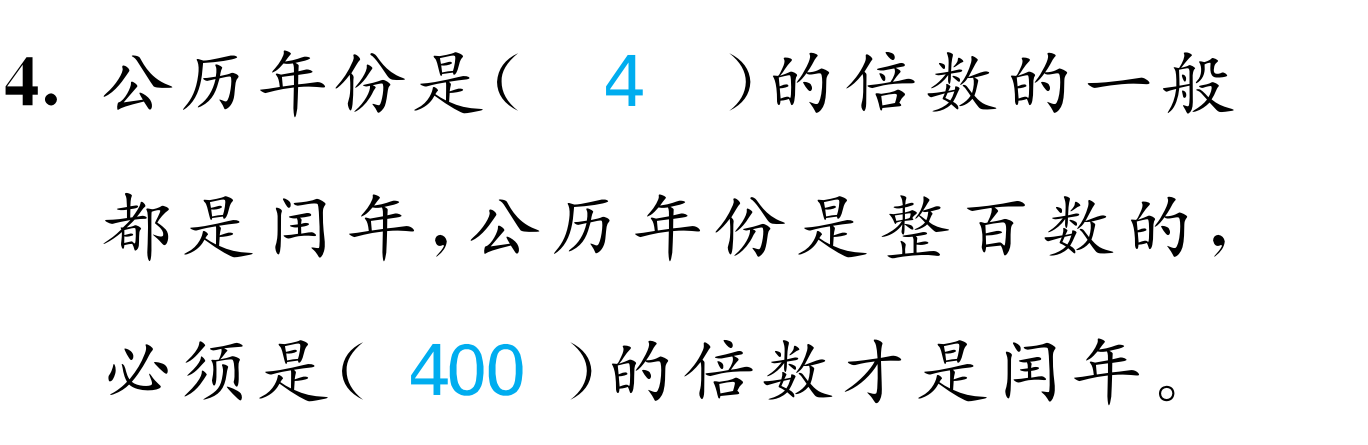 4. 公历年份是( 4 )的倍数的一般
都是闰年,公历年份是整百数的,
必须是( 400 )的倍数才是闰年。